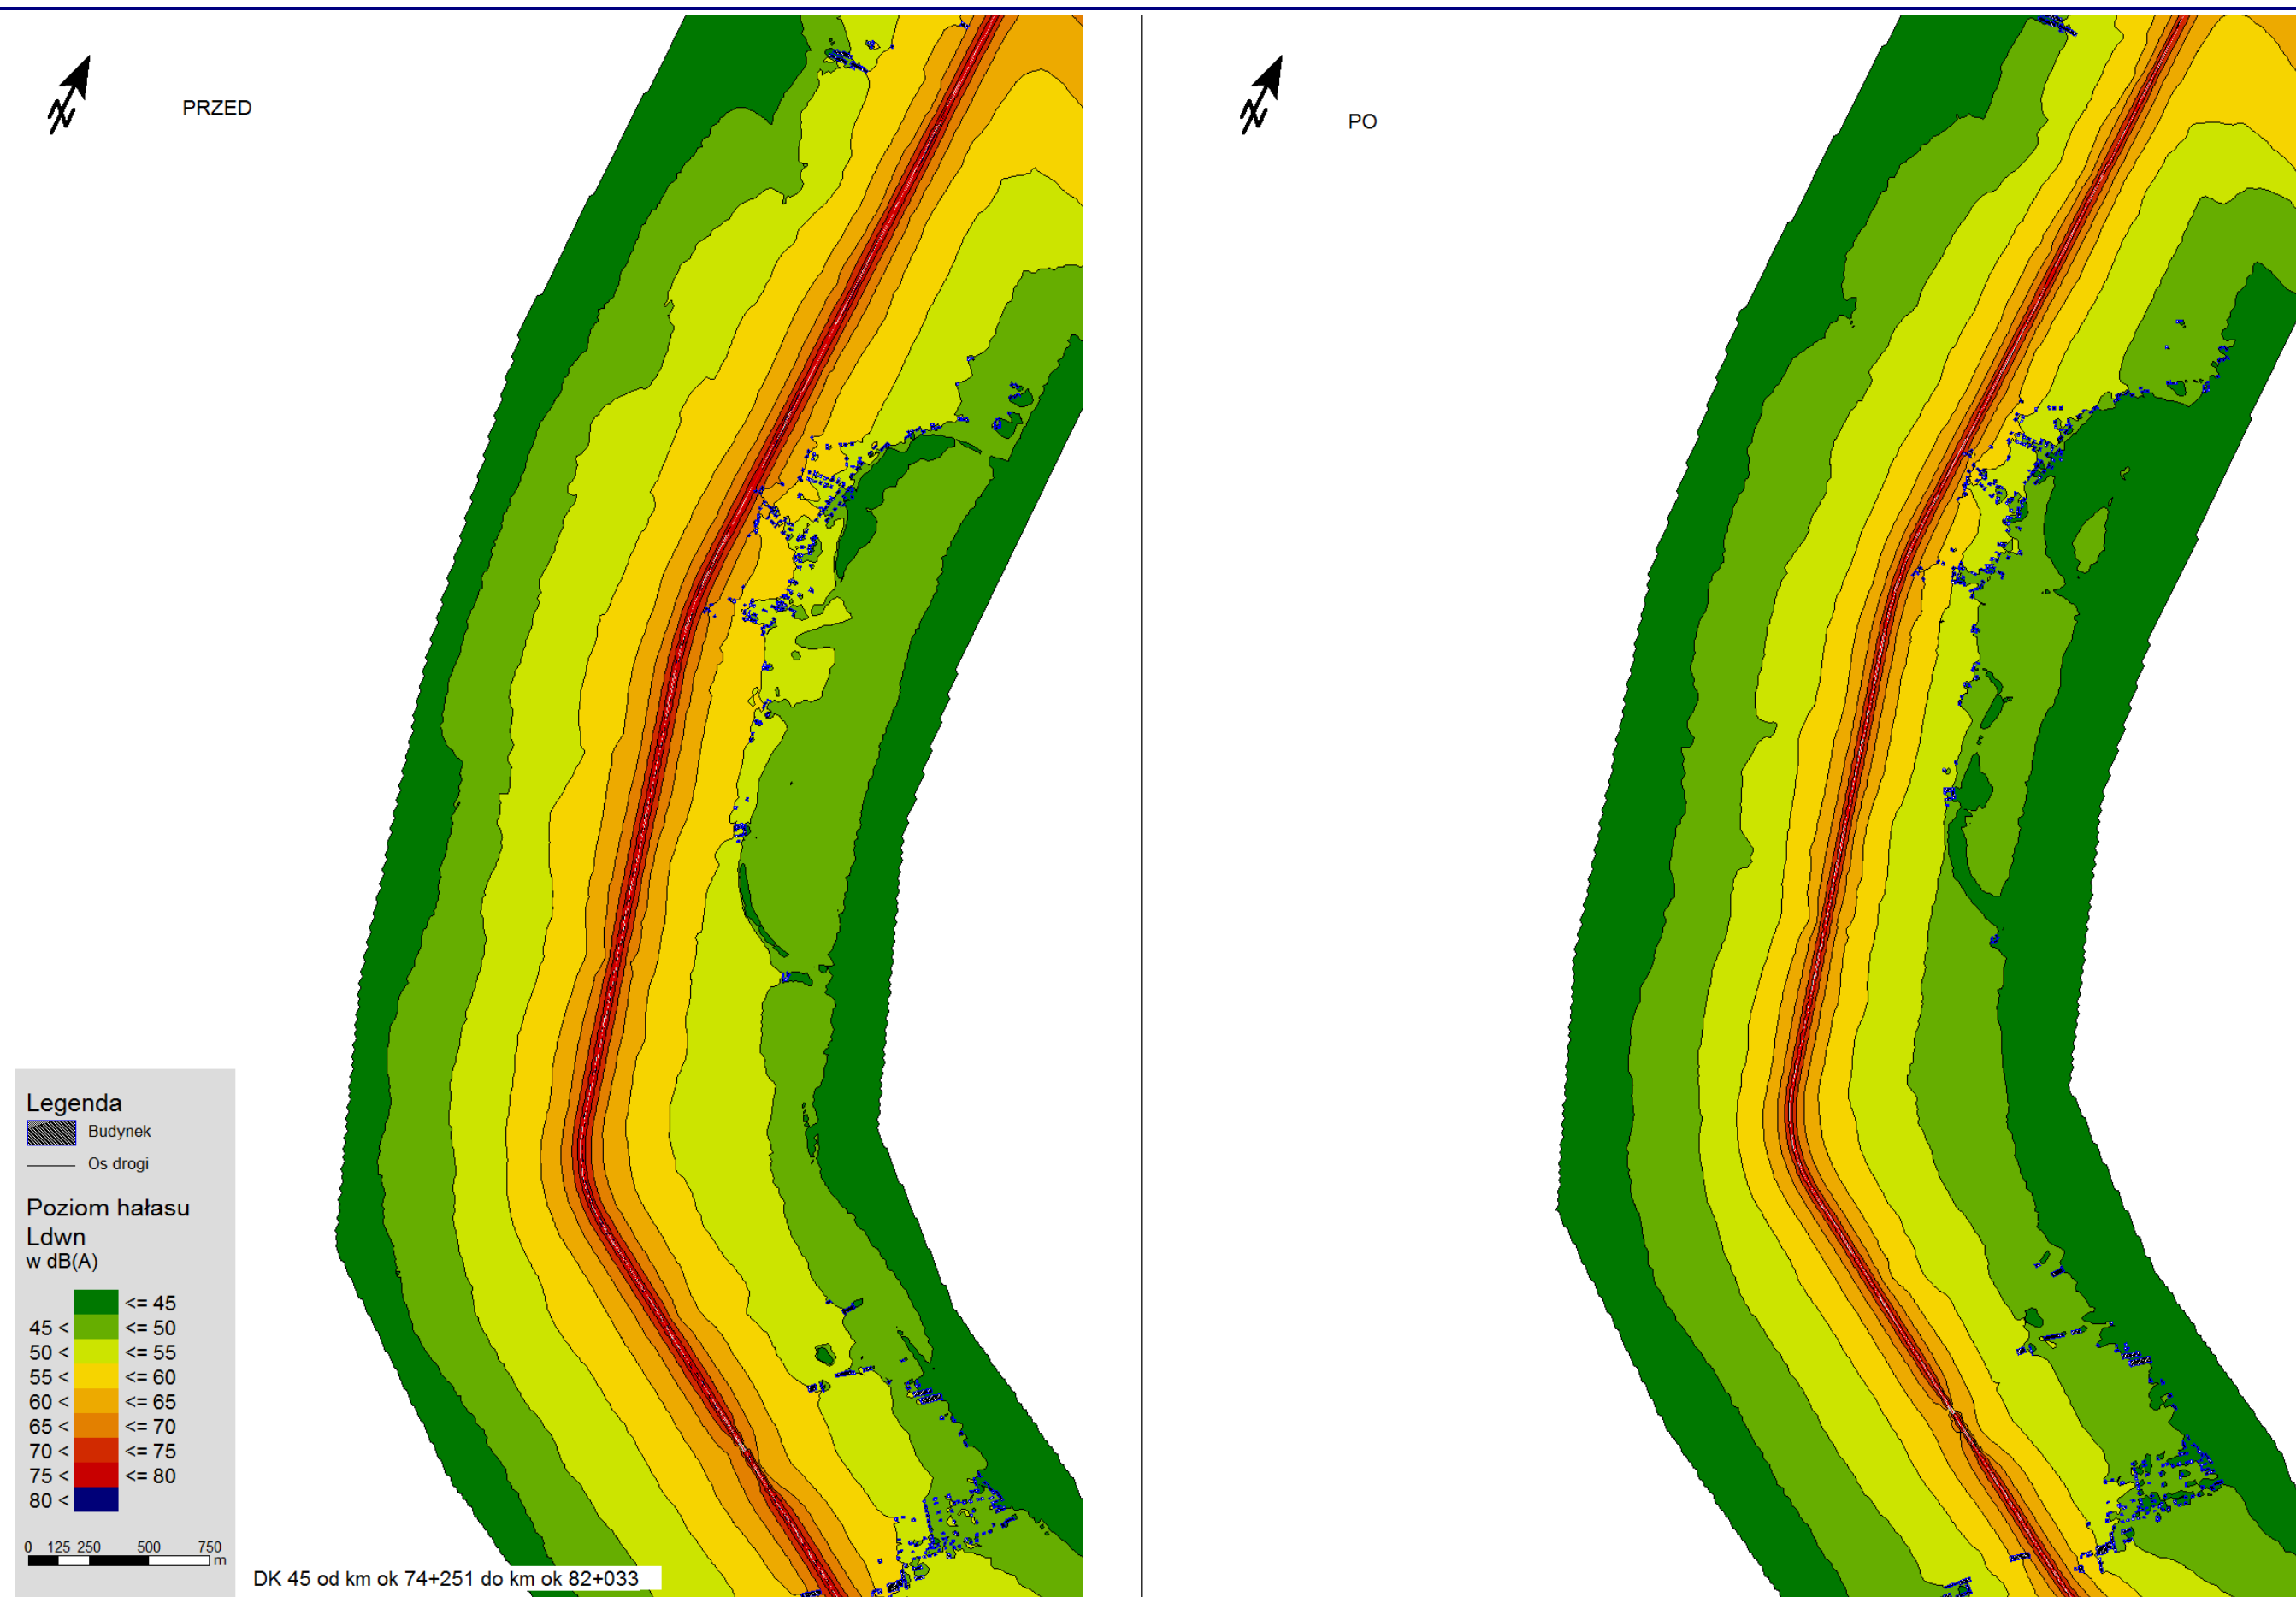 N
PRZED
N
PO
Legenda
Budynek
Os drogi
Poziom hałasu
Ldwn
w dB(A)
<= 45
45 < <= 50
50 < <= 55
55 < <= 60
60 < <= 65
65 < <= 70
70 < <= 75
75 < <= 80
80 <
0 125 250 500 750
m
DK 45 od km ok 74+251 do km ok 82+033